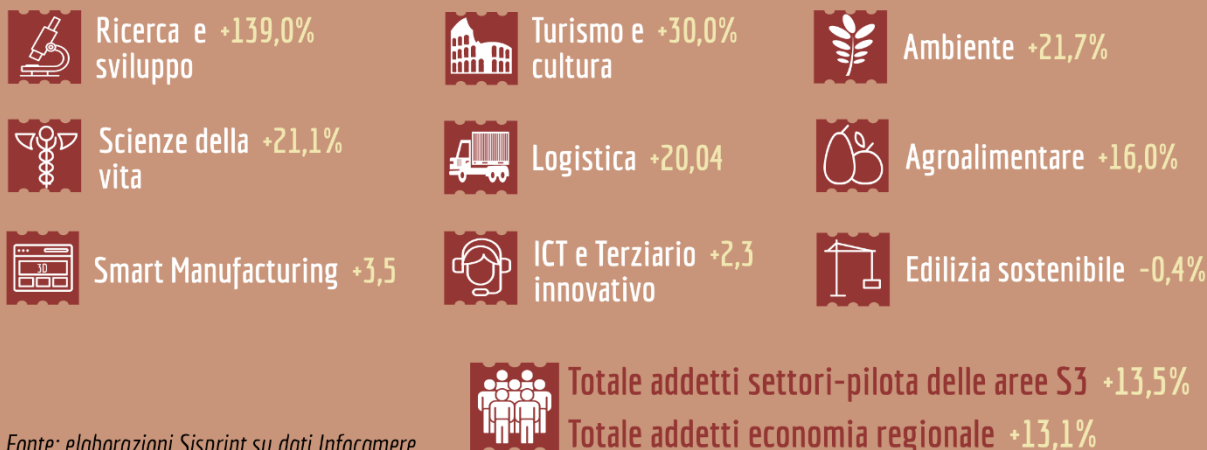 Ricerca e +139,0%
sviluppo
Turismo e +30,0%
cultura
Ambiente +21,7%
Scienze della +21,1%
vita
Logistica +20,04
Agroalimentare +16,0%
3D
Smart Manufacturing +3,5
ICT e Terziario +2,3
innovativo
Edilizia sostenibile -0,4%
Totale addetti settori-pilota delle aree S3 +13,5%
Totale addetti economia regionale +13,1%
Fonte: elaborazioni Sisprint su dati Infocamere